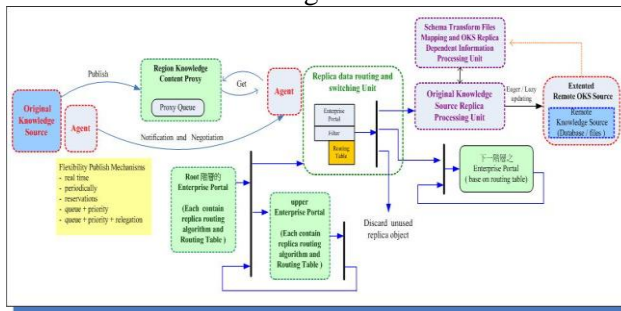 Schema Transform Files
Mapping and OKS Replica
Dependent Information
Processing Unit
Region Knowledge
Content Proxy
Proxy Queue
Publish
Get
Agent
Replica data routing and
switching Unit
Enterprise
Portal
Filter
Routing
Table
Original Knowledge
Source Replica
Processing Unit
Eager / Lazy
updating
Extented
Remote OKS Source
Remote
Knowledge Source
(Database / files )
Original
Knowledge
Source
Agent
Notification and Negotiation
Flexibility Publish Mechanisms
- real time
- periodically
- reservations
- queue + priority
- queue + priority + relegation
Root 階層的
Enterprise Portal
(Each contain
replica routing
algorithm and
Routing Table )
upper
Enterprise Portal
(Each contain
replica routing
algorithm and
Routing Table )
Discard unused
replica object
下一階層之
Enterprise Portal
( base on routing table)